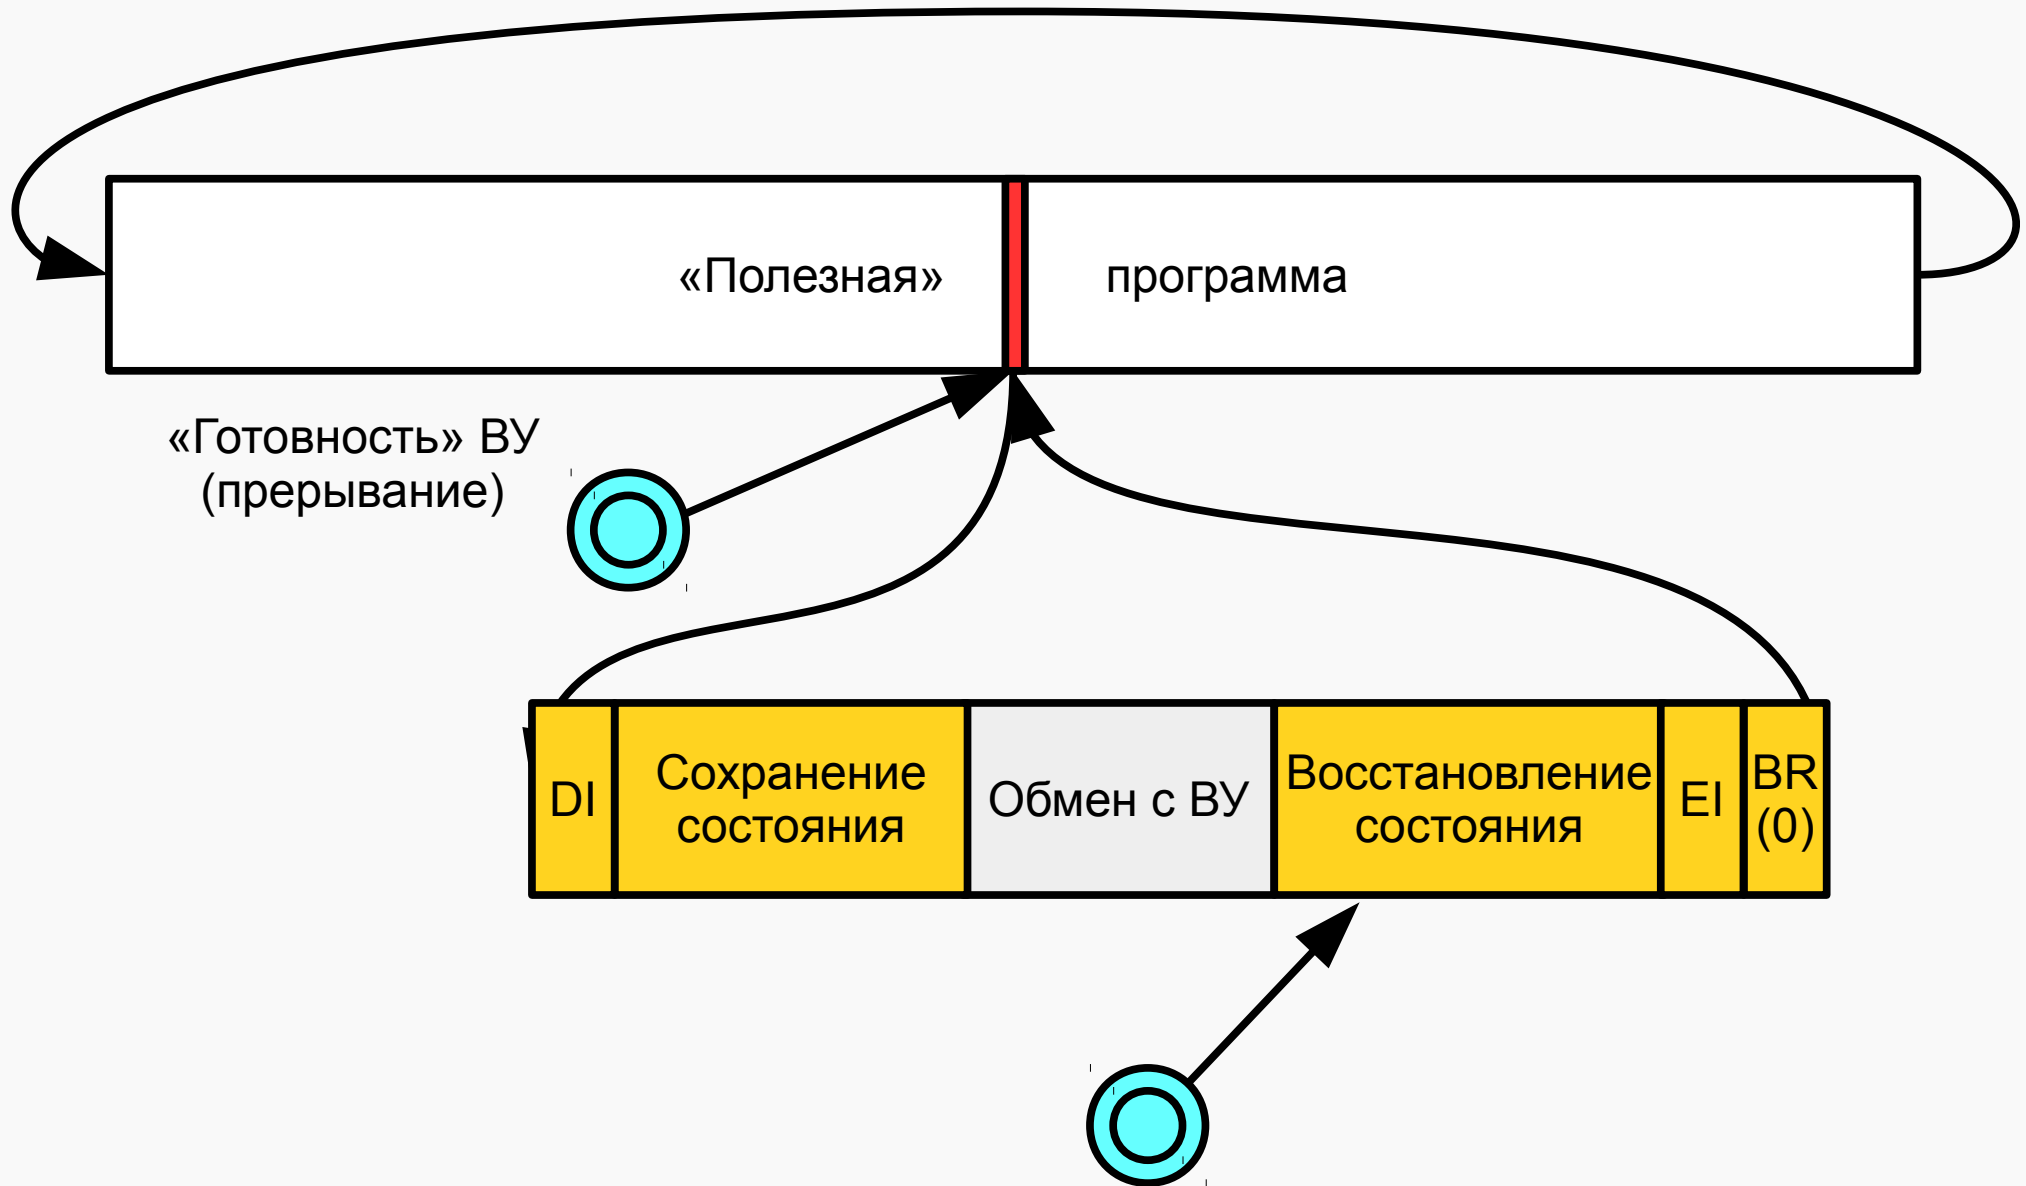 «Полезная» программа
«Готовность» ВУ
(прерывание)
DI
Сохранение
состояния
Обмен с ВУ
Восстановление
состояния
EI
BR
(0)